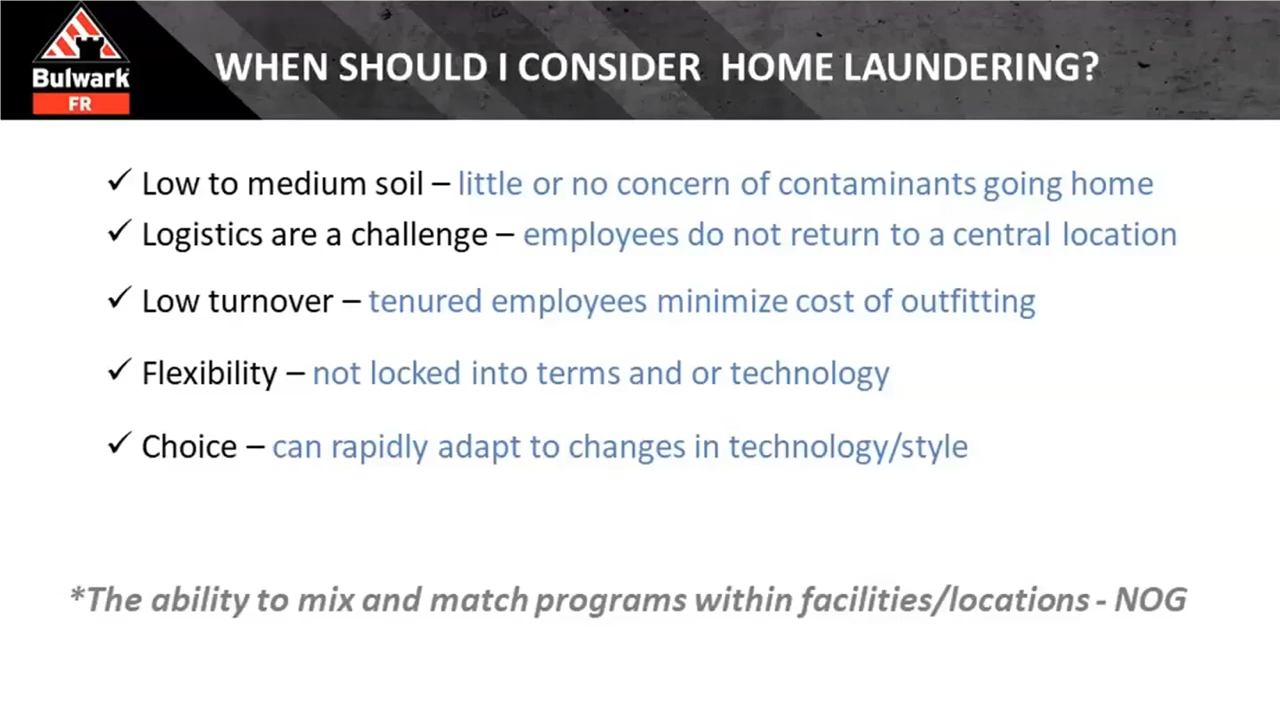 Bulwark
FR
WHEN SHOULD I CONSIDER HOME LAUNDERING?
✓ Low to medium soil – little or no concern of contaminants going home
✓ Logistics are a challenge – employees do not return to a central location
✓ Low turnover – tenured employees minimize cost of outfitting
✓ Flexibility – not locked into terms and or technology
✓ Choice – can rapidly adapt to changes in technology/style
*The ability to mix and match programs within facilities/locations - NOG